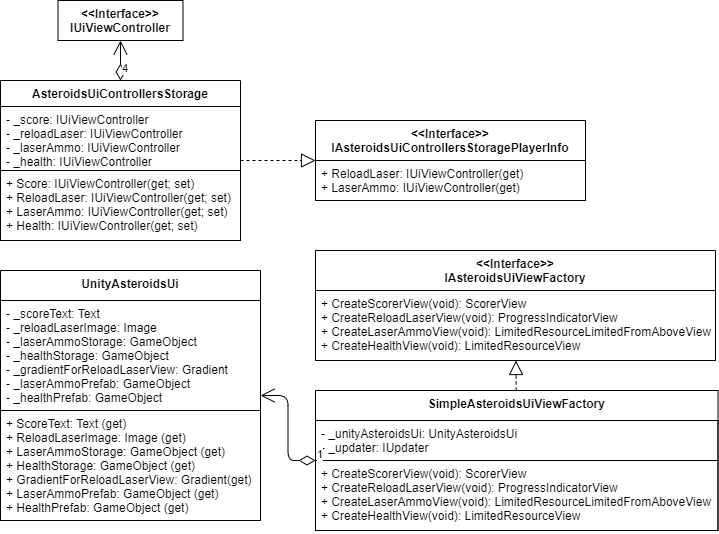 <<Interface>>
IUiViewController
4
AsteroidsUiControllersStorage
- _score: IUiViewController
- _reloadLaser: IUiViewController
- _laserAmmo: IUiViewController
- _health: IUiViewController
+ Score: IUiViewController(get; set)
+ ReloadLaser: IUiViewController(get; set)
+ LaserAmmo: IUiViewController(get; set)
+ Health: IUiViewController(get; set)
<<Interface>>
IAsteroidsUiControllersStoragePlayerInfo
+ ReloadLaser: IUiViewController(get)
+ LaserAmmo: IUiViewController(get)
<<Interface>>
IAsteroidsUiViewFactory
+ CreateScorerView(void): ScorerView
+ CreateReloadLaserView(void): ProgressIndicatorView
+ CreateLaserAmmoView(void): LimitedResourceLimitedFromAboveView
+ CreateHealthView(void): LimitedResourceView
UnityAsteroidsUi
- _scoreText: Text
- _reloadLaserImage: Image
- _laserAmmoStorage: GameObject
- _healthStorage: GameObject
- _gradientForReloadLaserView: Gradient
- _laserAmmoPrefab: GameObject
- _healthPrefab: GameObject
+ ScoreText: Text (get)
+ ReloadLaserImage: Image (get)
+ LaserAmmoStorage: GameObject (get)
+ HealthStorage: GameObject (get)
+ GradientForReloadLaserView: Gradient(get)
+ LaserAmmoPrefab: GameObject (get)
+ HealthPrefab: GameObject (get)
SimpleAsteroidsUiViewFactory
- _unityAsteroidsUi: UnityAsteroidsUi
- _updater: IUpdater
1
+ CreateScorerView(void): ScorerView
+ CreateReloadLaserView(void): ProgressIndicatorView
+ CreateLaserAmmoView(void): LimitedResourceLimitedFromAboveView
+ CreateHealthView(void): LimitedResourceView